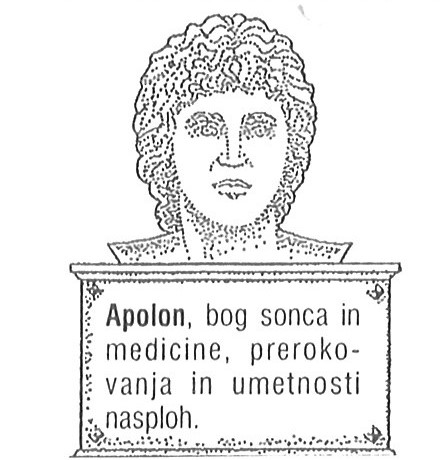 Apolon, bog sonca in
medicine, preroko-
vanja in umetnosti
nasploh.